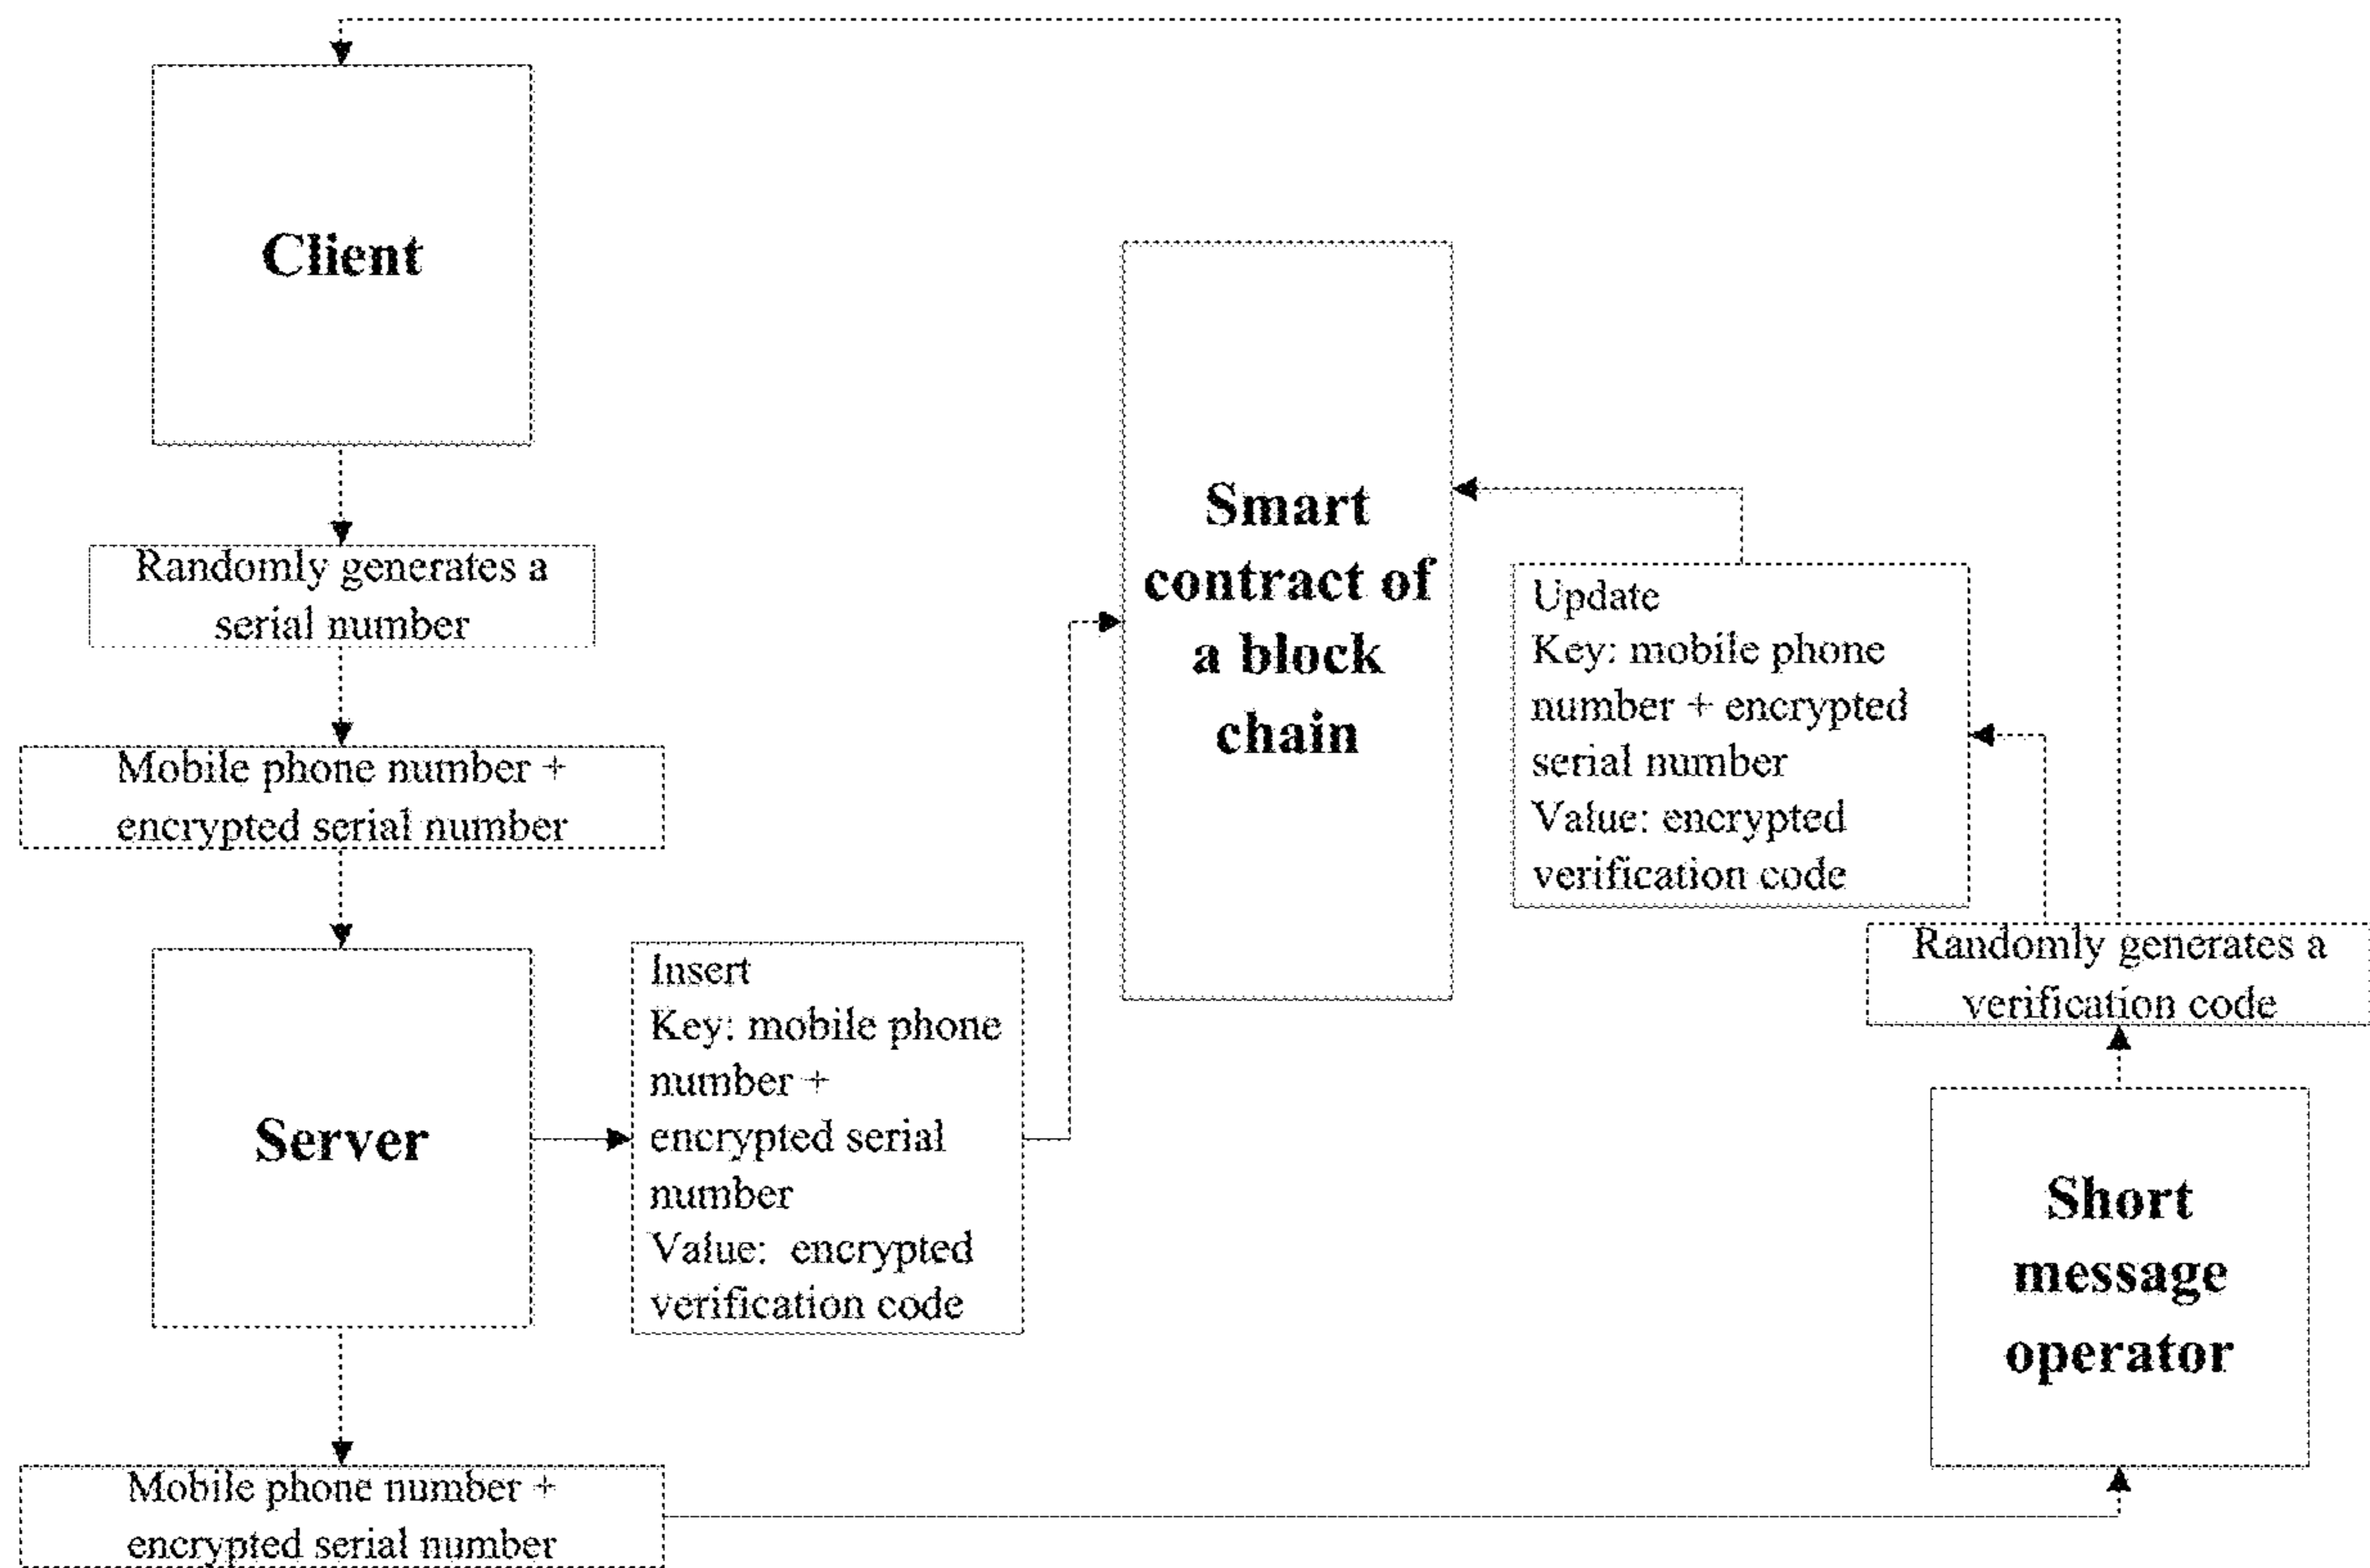 Client
Randomly generates a
serial number
Mobile phone number +
encrypted serial number
Server
Insert
Key: mobile phone
number +
encrypted serial
number
Value: encrypted
verification code
Mobile phone number +
encrypted serial number
Smart
contract of
a block
chain
Update
Key: mobile phone
number + encrypted
serial number
Value: encrypted
verification code
Randomly generates a
verification code
Short
message
operator